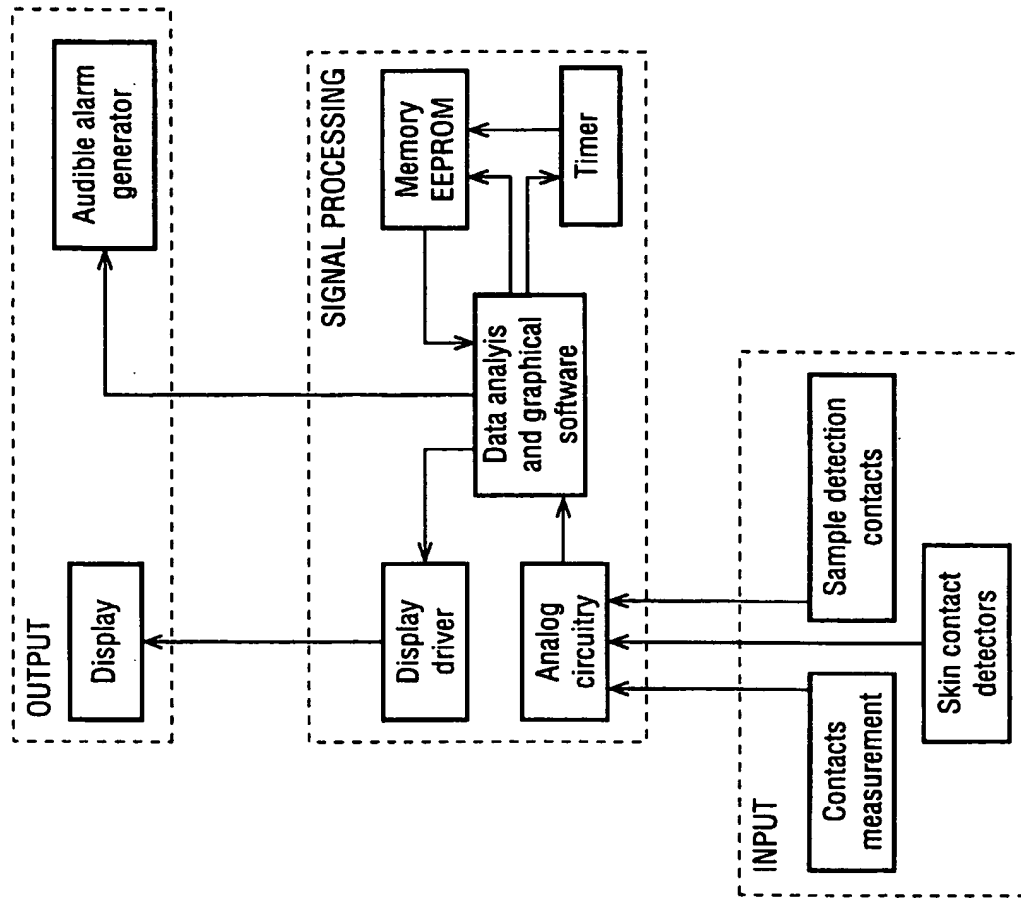 OUTPUT
Display
Audible alarm
generator
SIGNAL PROCESSING
Display
driver
Memory
EEPROM
Analog
circuitry
Data analyis
and graphical
software
Timer
INPUT
Contacts
measurement
Skin contact
detectors
Sample detection
contacts